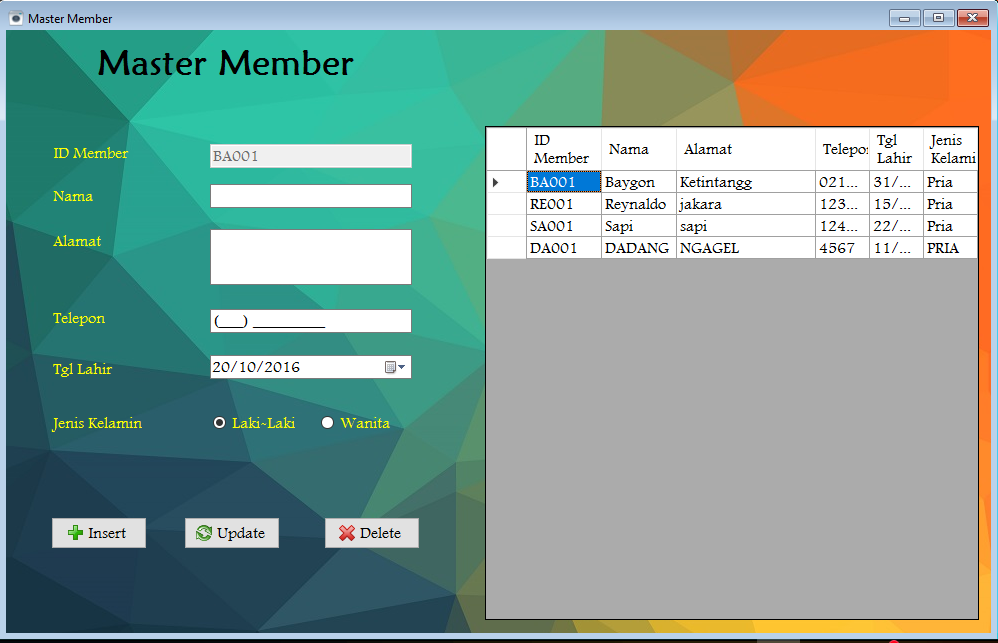 Master Member
Master Member
ID Member
BA001
Nama
Alamat
Telepon
(___) _________
Tgl Lahir
20/10/2016
Jenis Kelamin
Laki-Laki
Wanita
Insert
Update
Delete
ID Member Nama Alamat Telepo Tgl Lahir Jenis Kelami
BA001 Baygon Ketintangg 021... 31/... Pria
RE001 Reynaldo jakara 123... 15/... Pria
SA001 Sapi sapi 124... 22/... Pria
DA001 DADANG NGAGEL 4567 11/... PRIA